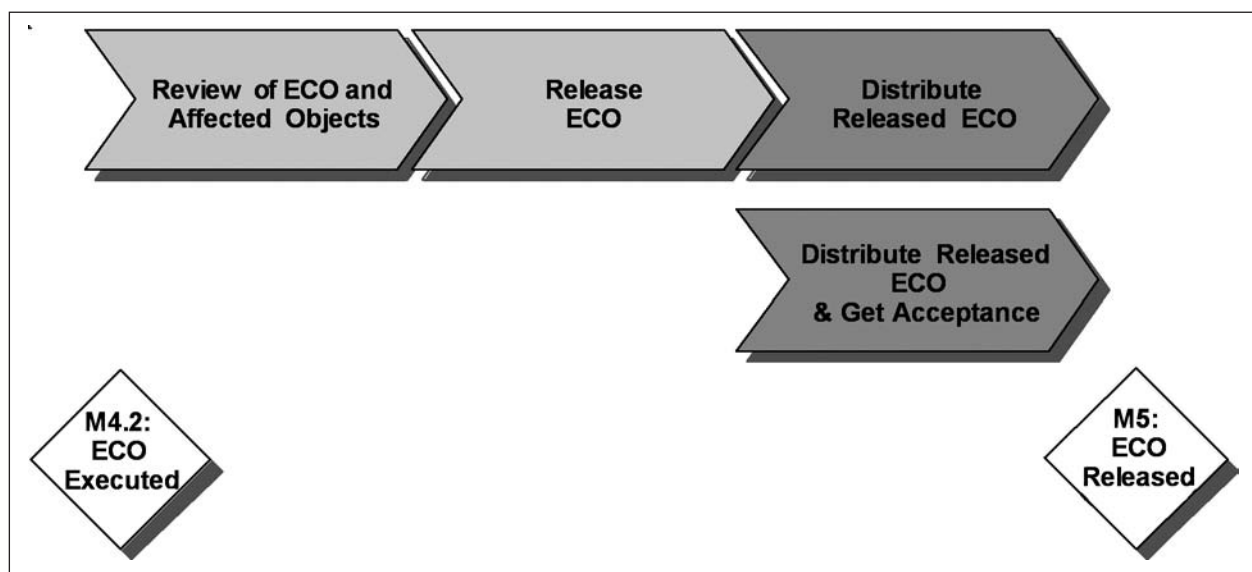 Review of ECO and
Affected Objects
Release
ECO
Distribute
Released ECO
Distribute Released
ECO
& Get Acceptance
M4.2:
ECO
Executed
M5:
ECO
Released